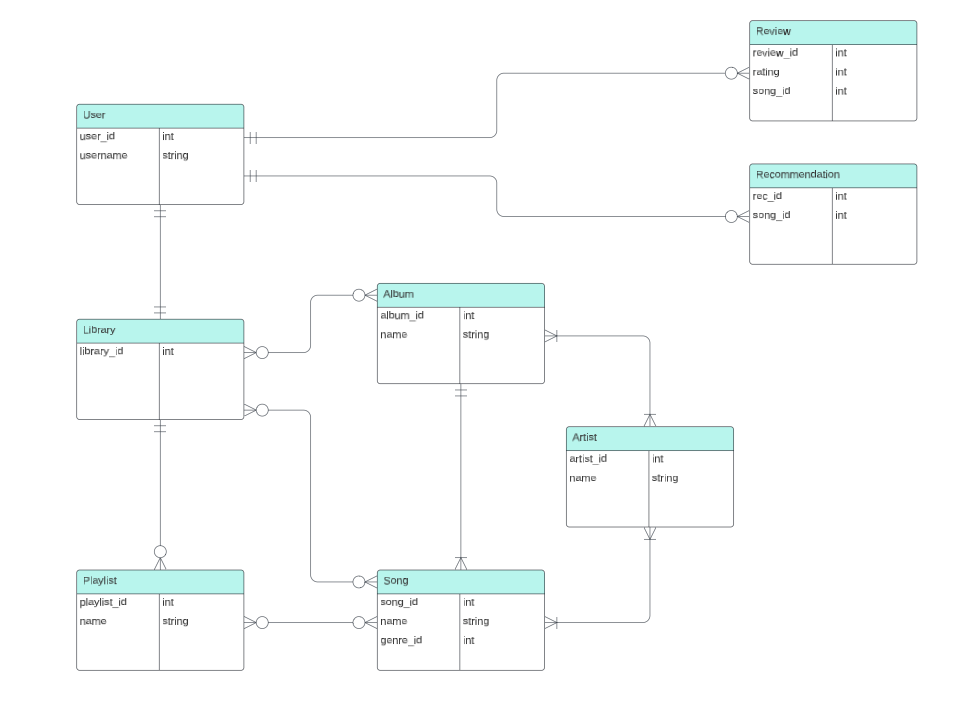 Review
review_id int
rating int
song_id int
User
user_id int
username string
Recommendation
rec_id int
song_id int
Album
album_id int
name string
Library
library_id int
Artist
artist_id int
name string
Playlist
playlist_id int
name string
Song
song_id int
name string
genre_id int